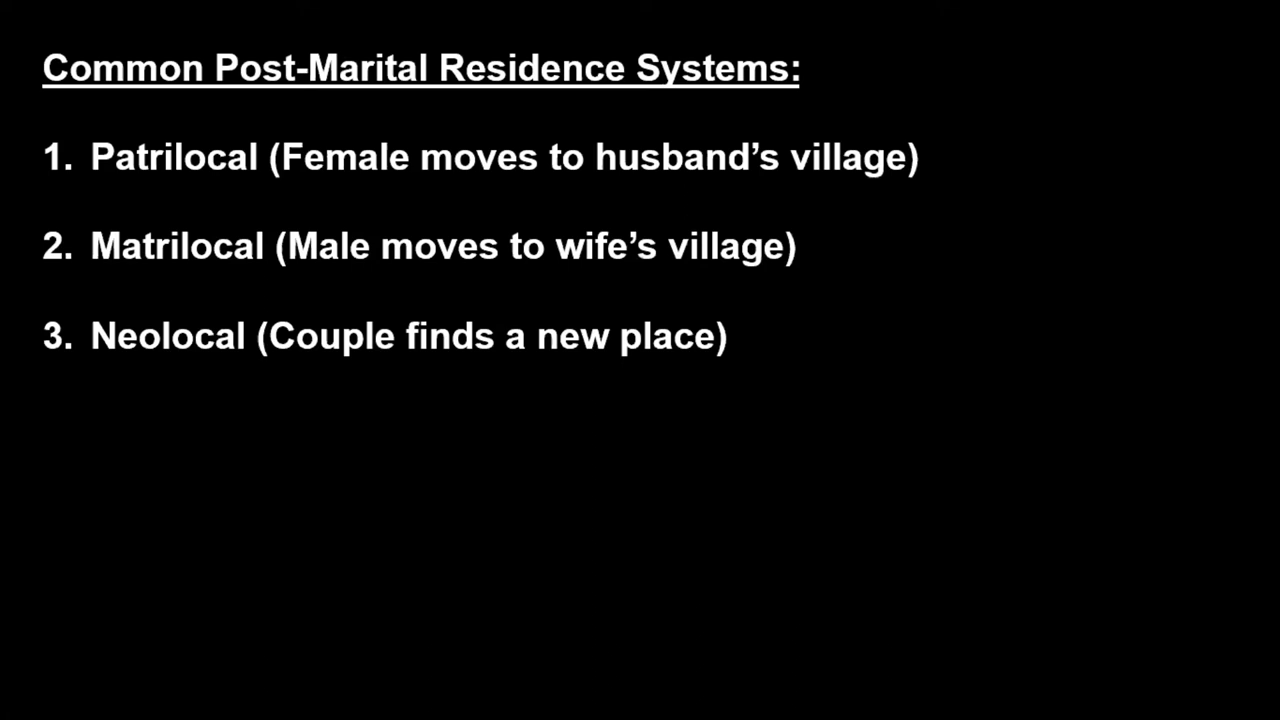 Common Post-Marital Residence Systems:
1. Patrilocal (Female moves to husband’s village)
2. Matrilocal (Male moves to wife’s village)
3. Neolocal (Couple finds a new place)